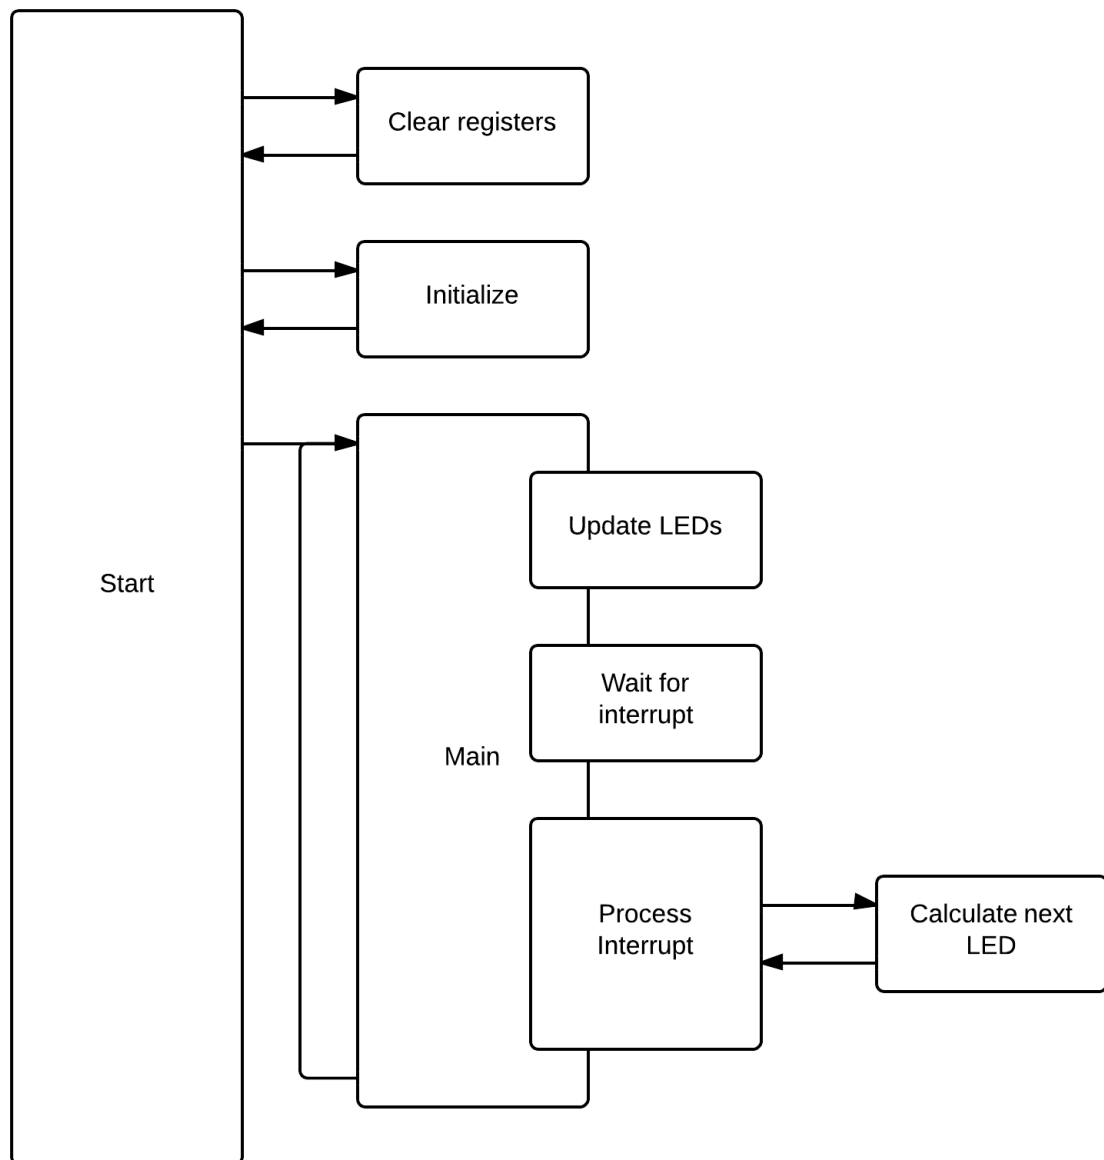 Clear registers
Initialize
Update LEDs
Start
Wait for
interrupt
Main
Process
Interrupt
Calculate next
LED